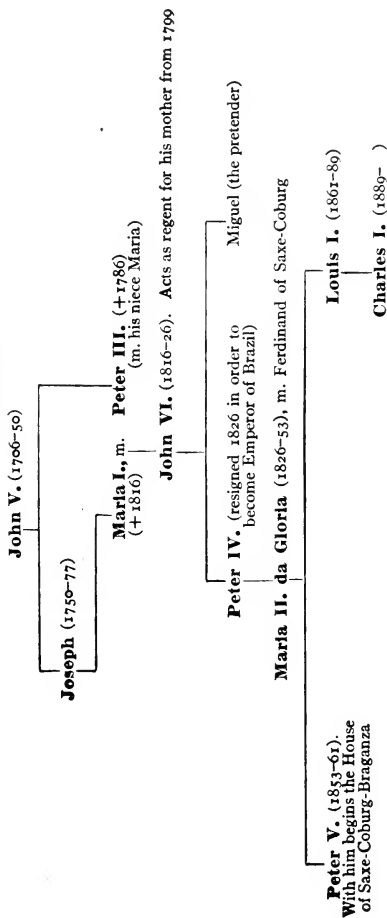 John V. (1706-50)
Joseph (1750-77)
Maria I., m. Peter III. (+1786)
(+1816) (m. his niece Maria)
John VI. (1816-26). Acts as regent for his mother from 1799
Peter IV. (resigned 1826 in order to
become Emperor of Brazil)
Miguel (the pretender)
Maria II. da Gloria (1826-53), m. Ferdinand of Saxe-Coburg
Peter V. (1853-61).
With him begins the House
of Saxe-Coburg-Braganza
Louis I. (1861-89)
Charles I. (1889- )